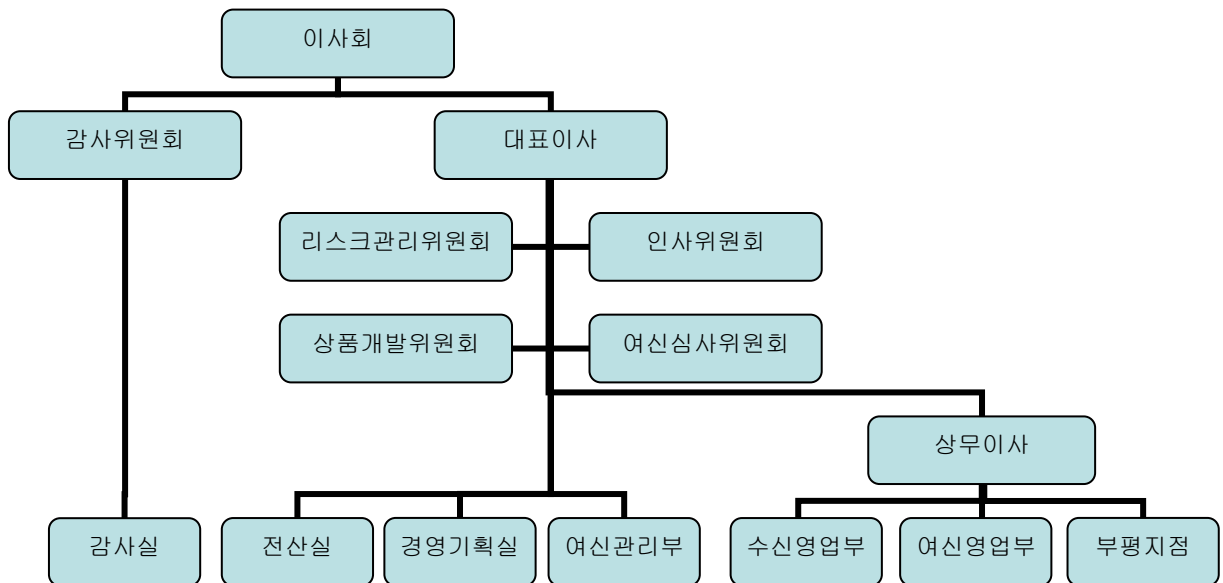 이사회
감사위원회
대표이사
리스크관리위원회
인사위원회
상품개발위원회
여신심사위원회
상무이사
감사실
전산실
경영기획실
여신관리부
수신영업부
여신영업부
부평지점